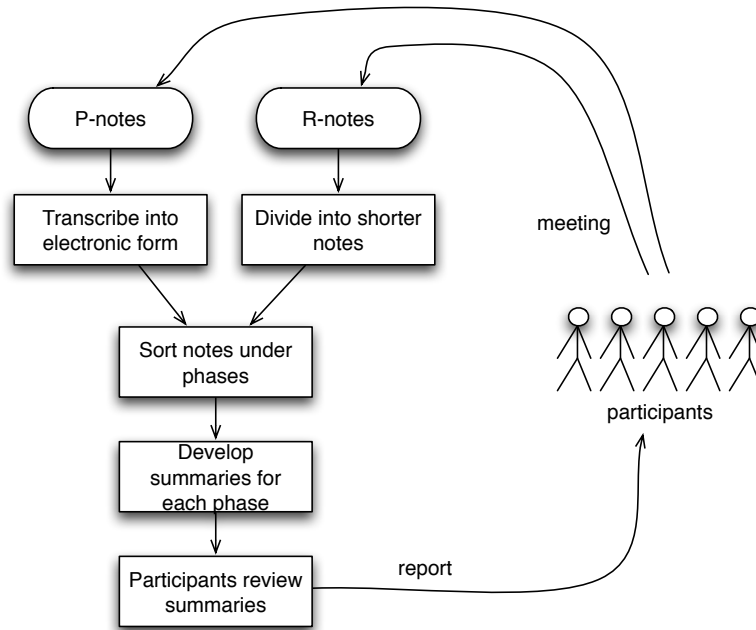 P-notes
R-notes
Transcribe into
electronic form
Divide into shorter
notes
meeting
Sort notes under
phases
participants
Develop
summaries for
each phase
report
Participants review
summaries